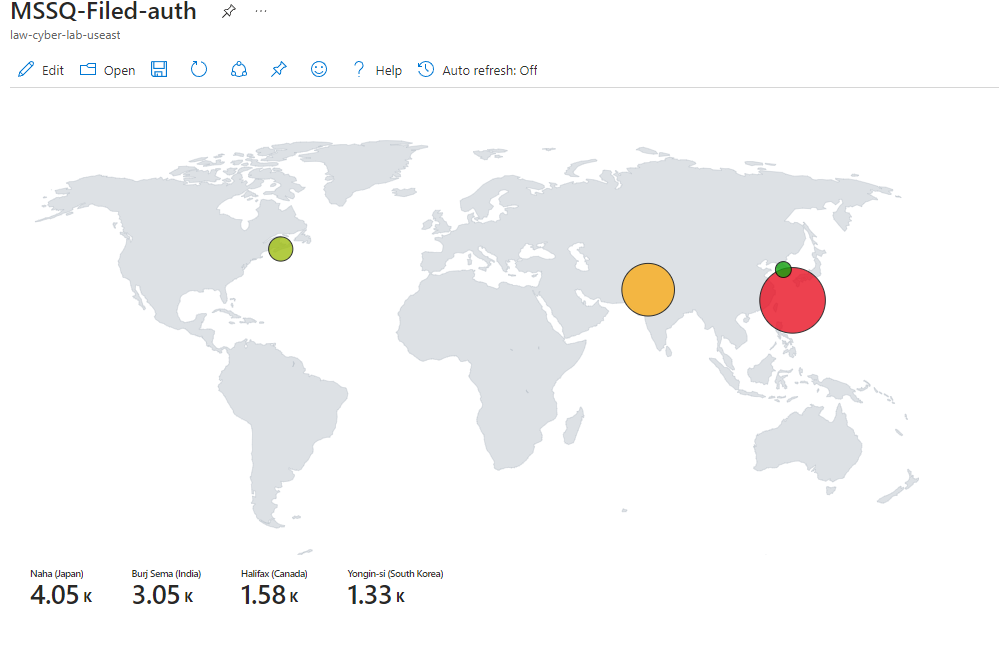 MSSQ-Filed-auth
law-cyber-lab-useast
Edit Open Help Auto refresh: Off
Naha (Japan) Burj Sema (India) Halifax (Canada) Yongin-si (South Korea)
4.05 K 3.05 K 1.58 K 1.33 K